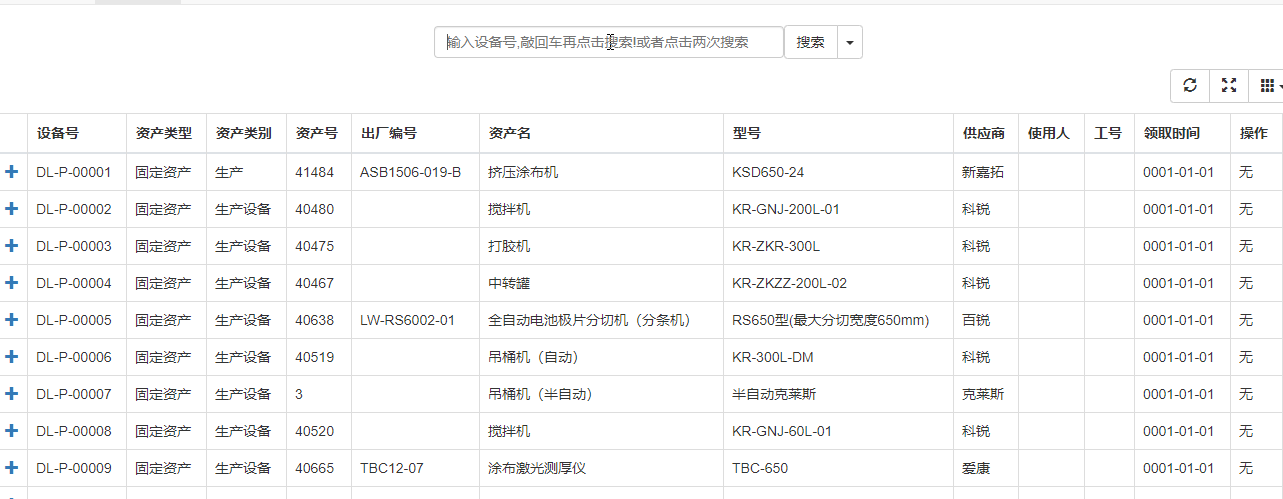 输入设备号,敲回车再点击搜索!或者点击两次搜索 搜索
设备号 资产类型 资产类别 资产号 出厂编号 资产名 型号 供应商 使用人 工号 领取时间 操作
DL-P-00001 固定资产 生产 41484 ASB1506-019-B 挤压涂布机 KSD650-24 新嘉拓 0001-01-01 无
DL-P-00002 固定资产 生产设备 40480 搅拌机 KR-GNJ-200L-01 科锐 0001-01-01 无
DL-P-00003 固定资产 生产设备 40475 打胶机 KR-ZKR-300L 科锐 0001-01-01 无
DL-P-00004 固定资产 生产设备 40467 中转罐 KR-ZKZZ-200L-02 科锐 0001-01-01 无
DL-P-00005 固定资产 生产设备 40638 LW-RS6002-01 全自动电池极片分切机（分条机） RS650型(最大分切宽度650mm) 百锐 0001-01-01 无
DL-P-00006 固定资产 生产设备 40519 吊桶机（自动） KR-300L-DM 科锐 0001-01-01 无
DL-P-00007 固定资产 生产设备 3 吊桶机（半自动） 半自动克莱斯 克莱斯 0001-01-01 无
DL-P-00008 固定资产 生产设备 40520 搅拌机 KR-GNJ-60L-01 科锐 0001-01-01 无
DL-P-00009 固定资产 生产设备 40665 TBC12-07 涂布激光测厚仪 TBC-650 爱康 0001-01-01 无